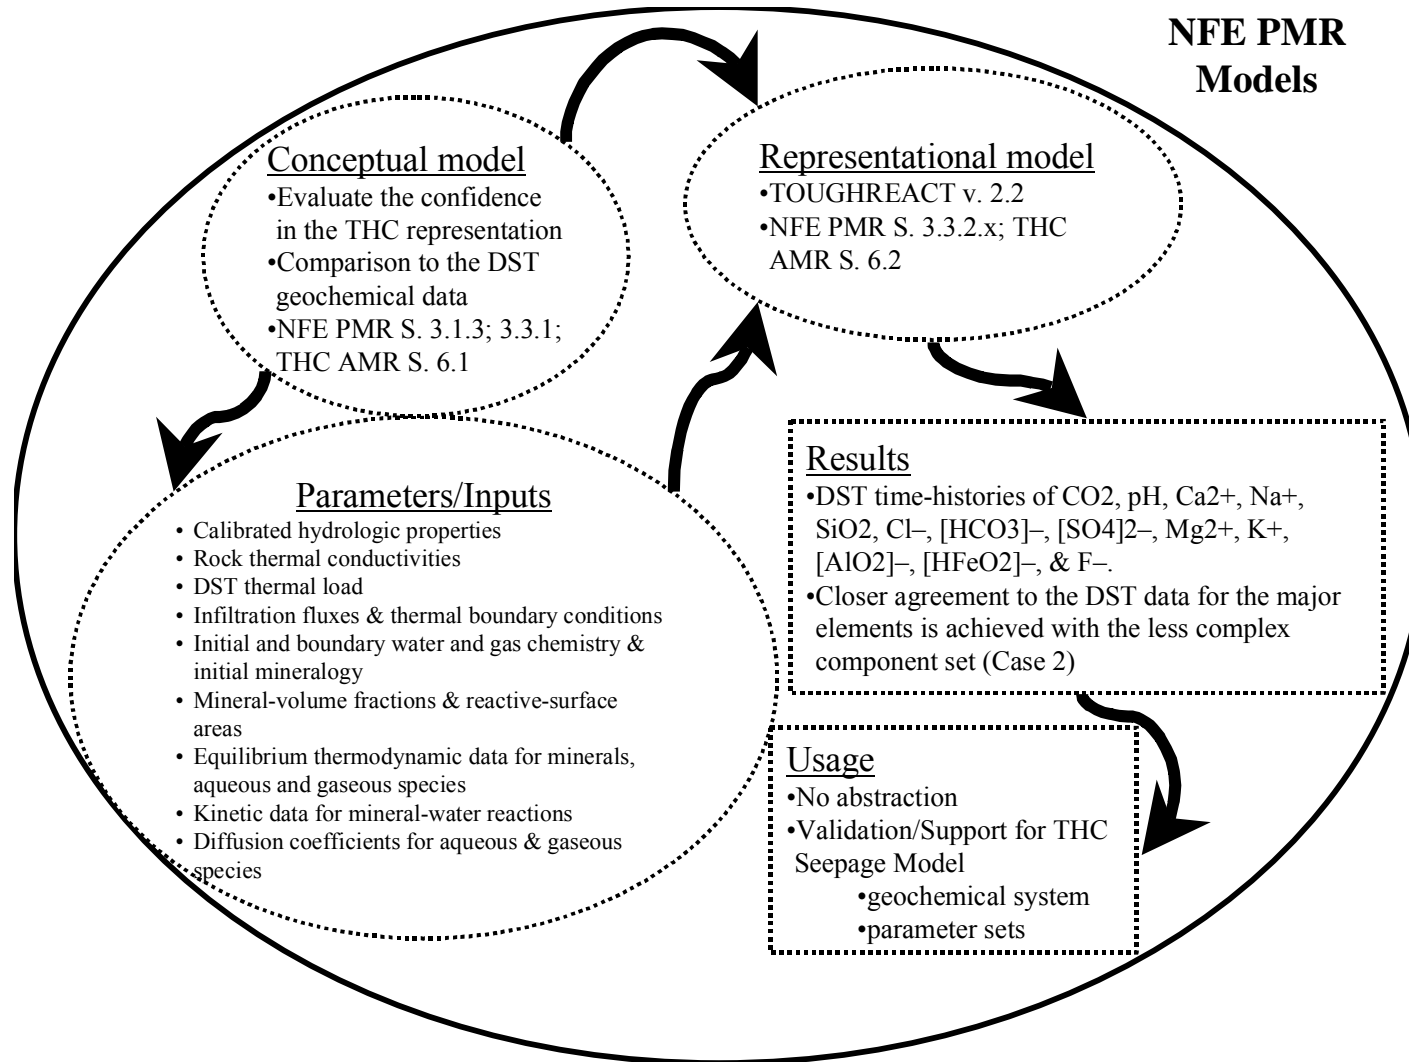 NFE PMR
Models
Conceptual model
•Evaluate the confidence
in the THC representation
•Comparison to the DST
geochemical data
•NFE PMR S. 3.1.3; 3.3.1;
THC AMR S. 6.1
Representational model
•TOUGHREACT v. 2.2
•NFE PMR S. 3.3.2.x; THC
AMR S. 6.2
Parameters/Inputs
• Calibrated hydrologic properties
• Rock thermal conductivities
• DST thermal load
• Infiltration fluxes & thermal boundary conditions
• Initial and boundary water and gas chemistry &
initial mineralogy
• Mineral-volume fractions & reactive-surface
areas
• Equilibrium thermodynamic data for minerals,
aqueous and gaseous species
• Kinetic data for mineral-water reactions
• Diffusion coefficients for aqueous & gaseous
species
Results
•DST time-histories of CO2, pH, Ca2+, Na+,
SiO2, Cl–, [HCO3]–, [SO4]2–, Mg2+, K+,
[AlO2]–, [HFeO2]–, & F–.
•Closer agreement to the DST data for the major
elements is achieved with the less complex
component set (Case 2)
Usage
•No abstraction
•Validation/Support for THC
Seepage Model
•geochemical system
•parameter sets